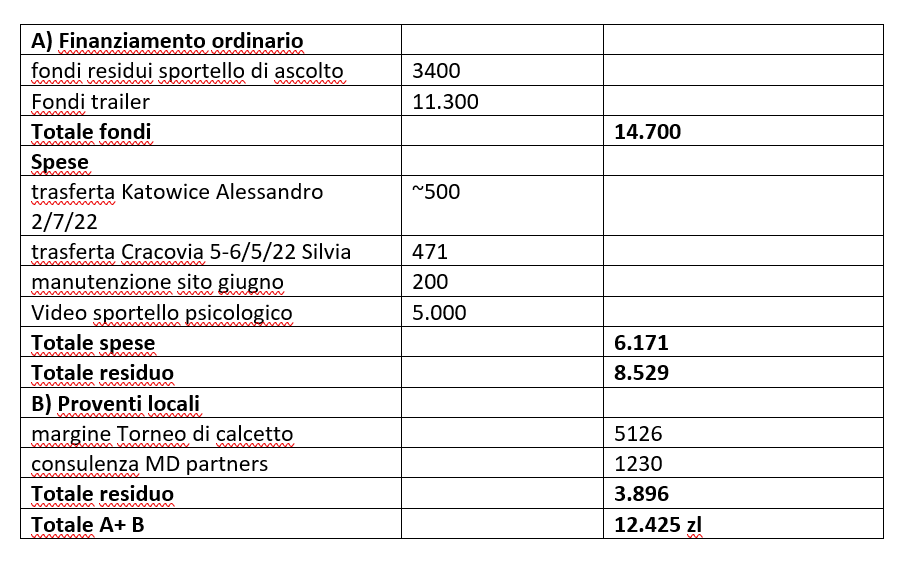 A) Finanziamento ordinario
fondi residui sportello di ascolto 3400
Fondi trailer 11.300
Totale fondi 14.700
Spese
trasferta Katowice Alessandro ~500
2/7/22
trasferta Cracovia 5-6/5/22 Silvia 471
manutenzione sito giugno 200
Video sportello psicologico 5.000
Totale spese 6.171
Totale residuo 8.529
B) Proventi locali
margine Torneo di calcetto 5126
consulenza MD partners 1230
Totale residuo 3.896
Totale A+ B 12.425 zl